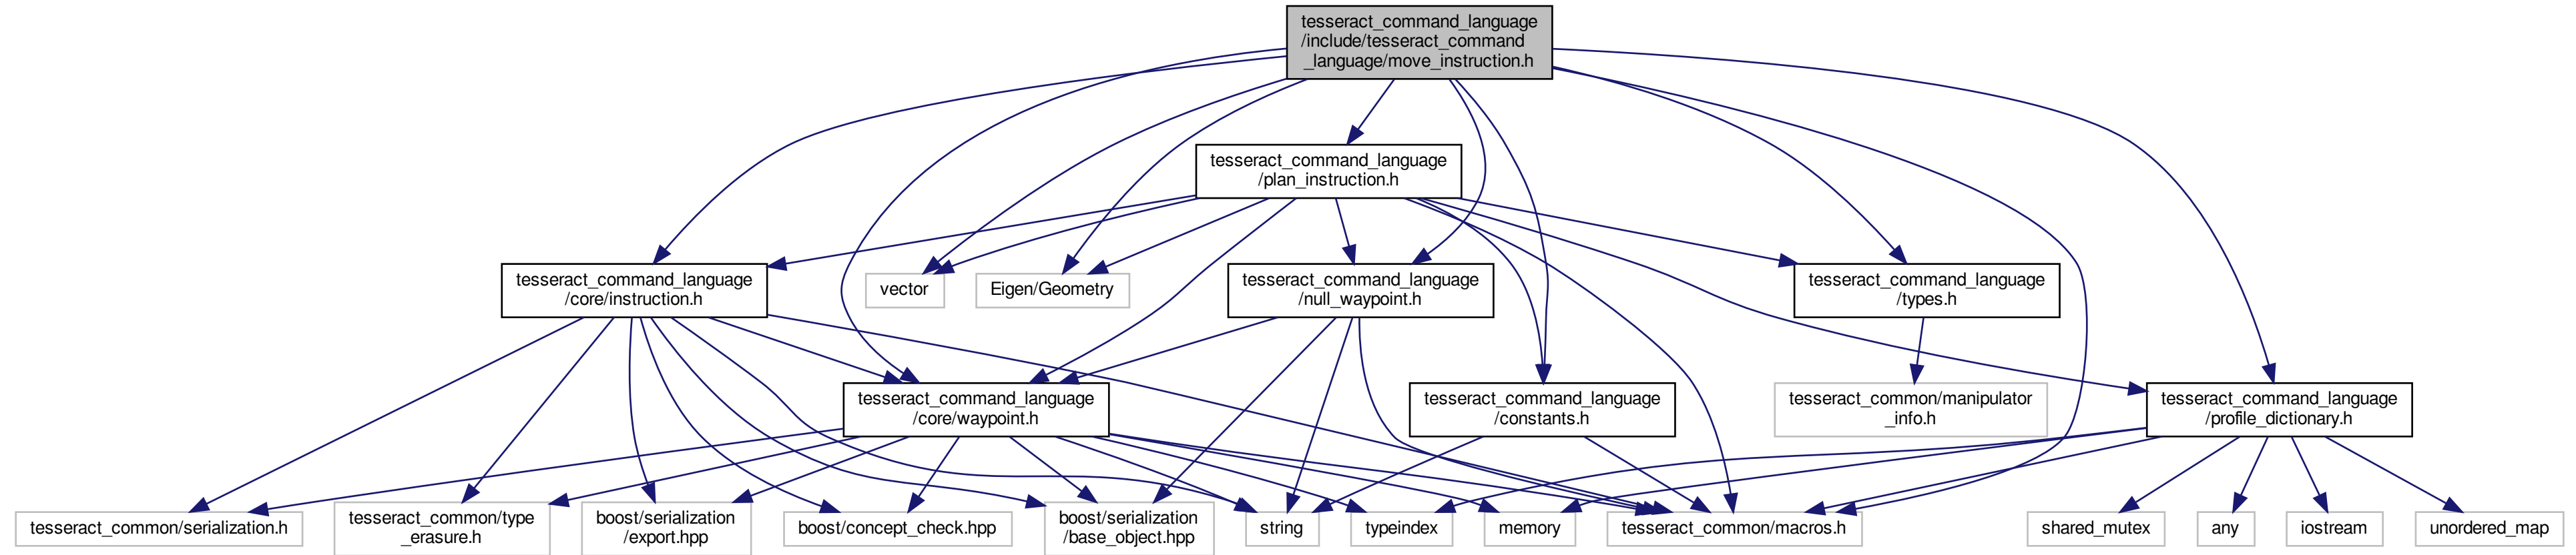 tesseract_command_language
/include/tesseract_command
_language/move_instruction.h
tesseract_command_language
/plan_instruction.h
tesseract_command_language
/core/instruction.h
vector
Eigen/Geometry
tesseract_command_language
/null_waypoint.h
tesseract_command_language
/types.h
tesseract_command_language
/core/waypoint.h
tesseract_command_language
/constants.h
tesseract_common/manipulator
_info.h
tesseract_command_language
/profile_dictionary.h
tesseract_common/serialization.h
tesseract_common/type
_erasure.h
boost/serialization
/export.hpp
boost/concept_check.hpp
boost/serialization
/base_object.hpp
string
typeindex
memory
tesseract_common/macros.h
shared_mutex
any
iostream
unordered_map